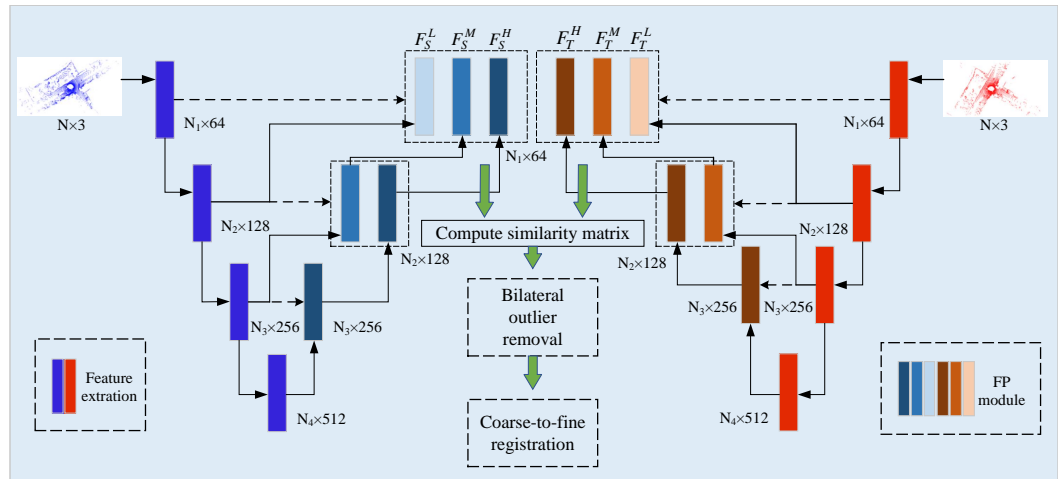 F_S^L F_S^M F_S^H F_T^H F_T^M F_T^L
N×3
N₁×64
N₁×64
N₁×64
N×3
N₂×128
Compute similarity matrix
N₂×128
N₂×128
N₂×128
N₃×256
N₃×256
Bilateral
outlier
removal
N₃×256
N₃×256
Feature
extration
N₄×512
Coarse-to-fine
registration
N₄×512
FP
module